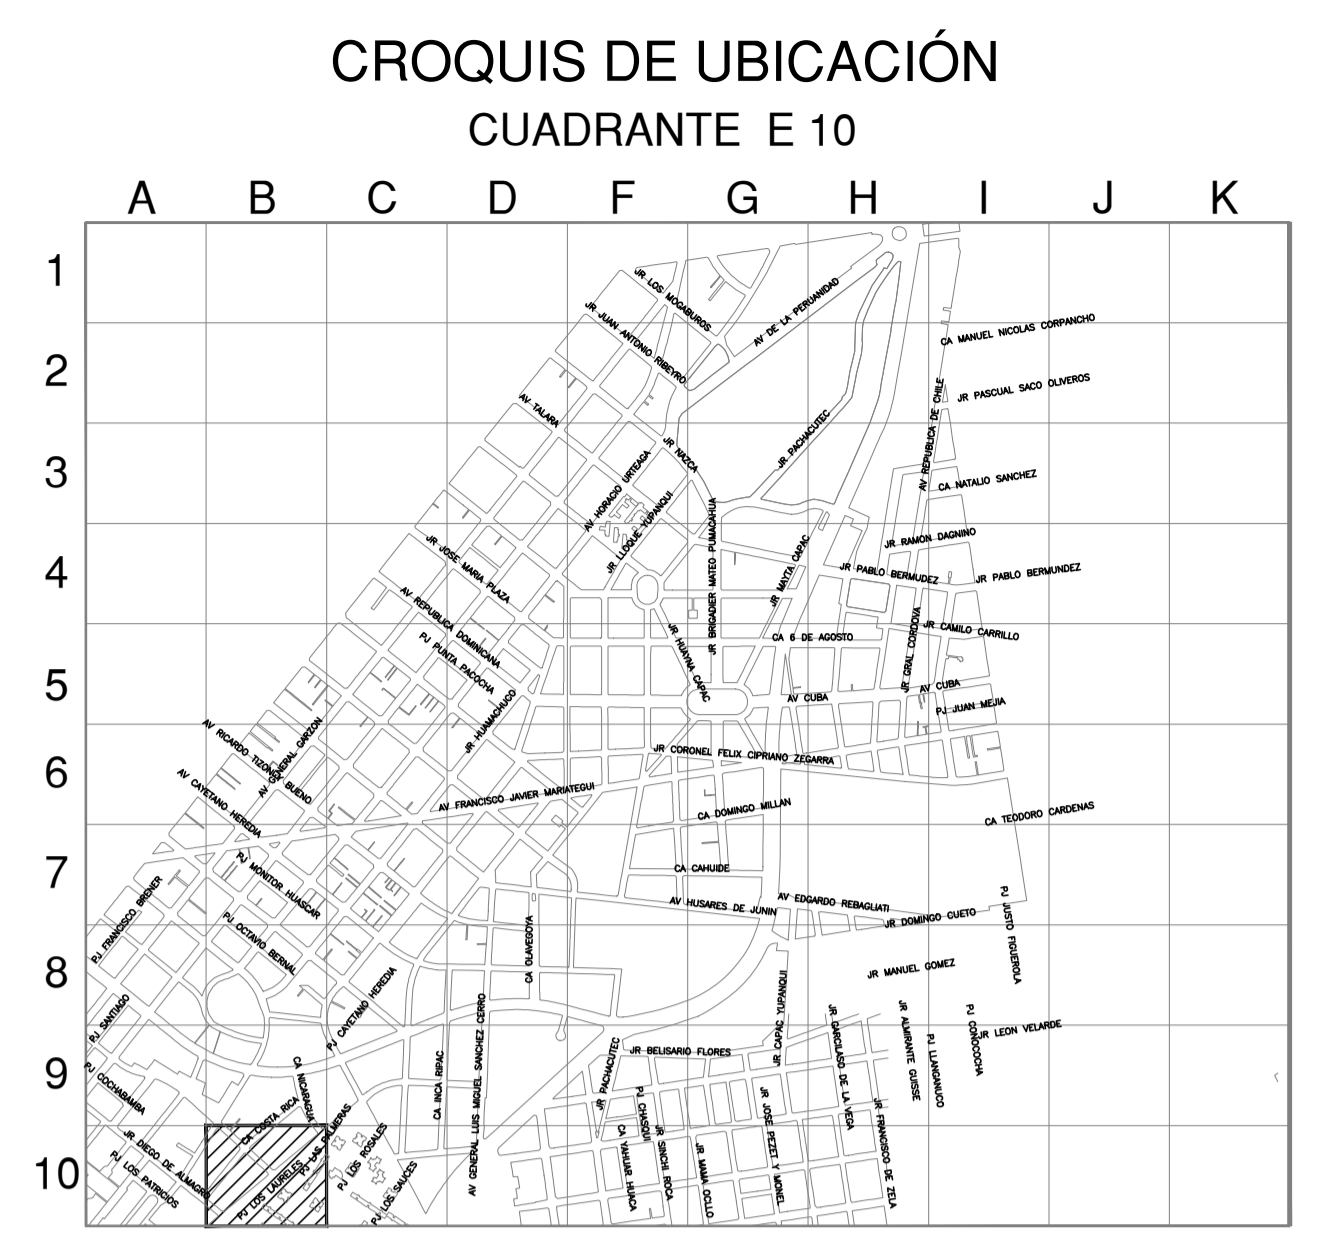 CROQUIS DE UBICACIÓN
CUADRANTE E 10
A B C D F G H I J K
1
JR LOS MOGABUROS
JR JUAN ANTONIO RIBEYRO
AV DE LA PERUANIDAD
CA MANUEL NICOLAS CORPANCHO
2
JR PASCUAL SACO OLIVEROS
AV TALARA
AV REPUBLICA DE CHILE
JR PACHACUTEC
JR NAZCA
3
AV HORACIO URTEAGA
CA NATALIO SANCHEZ
JR LLOQUE YUPANQUI
JR BRIGADIER MATEO PUMACAHUA
JR MAYTA CAPAC
JR RAMON DAGNINO
JR JOSE MARIA PLAZA
4
JR PABLO BERMUDEZ
JR PABLO BERMUNDEZ
AV REPUBLICA DOMINICANA
JR GRAL CORDOVA
JR CAMILO CARRILLO
CA 6 DE AGOSTO
PJ PUNTA PACOCHA
JR HUAYNA CAPAC
5
AV CUBA
AV CUBA
PJ JUAN MEJIA
JR HUAMACHUCO
AV RICARDO TIZON Y BUENO
AV GENERAL GARZON
JR CORONEL FELIX CIPRIANO ZEGARRA
6
AV CAYETANO HEREDIA
AV FRANCISCO JAVIER MARIATEGUI
CA DOMINGO MILLAN
CA TEODORO CARDENAS
7
PJ MONITOR HUASCAR
CA CAHUIDE
PJ FRANCISCO BRENER
AV HUSARES DE JUNIN
AV EDGARDO REBAGLIATI
JR DOMINGO CUETO
PJ JUSTO FIGUEROLA
PJ OCTAVIO BERNAL
CA OLAVEGOYA
8
PJ CAYETANO HEREDIA
JR MANUEL GOMEZ
PJ SANTIAGO
AV GENERAL LUIS MIGUEL SANCHEZ CERRO
JR CAPAC YUPANQUI
JR GARCILASO DE LA VEGA
JR ALMIRANTE GUISSE
PJ CONOCOCHA
JR LEON VELARDE
PJ LLANGANUCO
9
PJ COCHABAMBA
CA NICARAGUA
CA INCA RIPAC
JR PACHACUTEC
JR BELISARIO FLORES
PJ CHASQUI
JR JOSE PEZET Y MONEL
CA COSTA RICA
PJ LAS PALMERAS
JR FRANCISCO DE ZELA
10
JR DIEGO DE ALMAGRO
PJ LOS PATRICIOS
PJ LOS LAURELES
PJ LOS ROSALES
PJ LOS SAUCES
CA YAHUAR HUACA
JR SINCHI ROCA
JR MAMA OCLLO